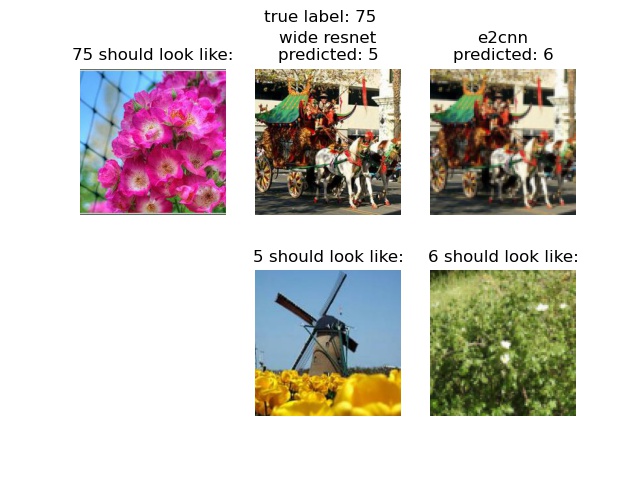 true label: 75
75 should look like:
wide resnet
predicted: 5
e2cnn
predicted: 6
5 should look like:
6 should look like: